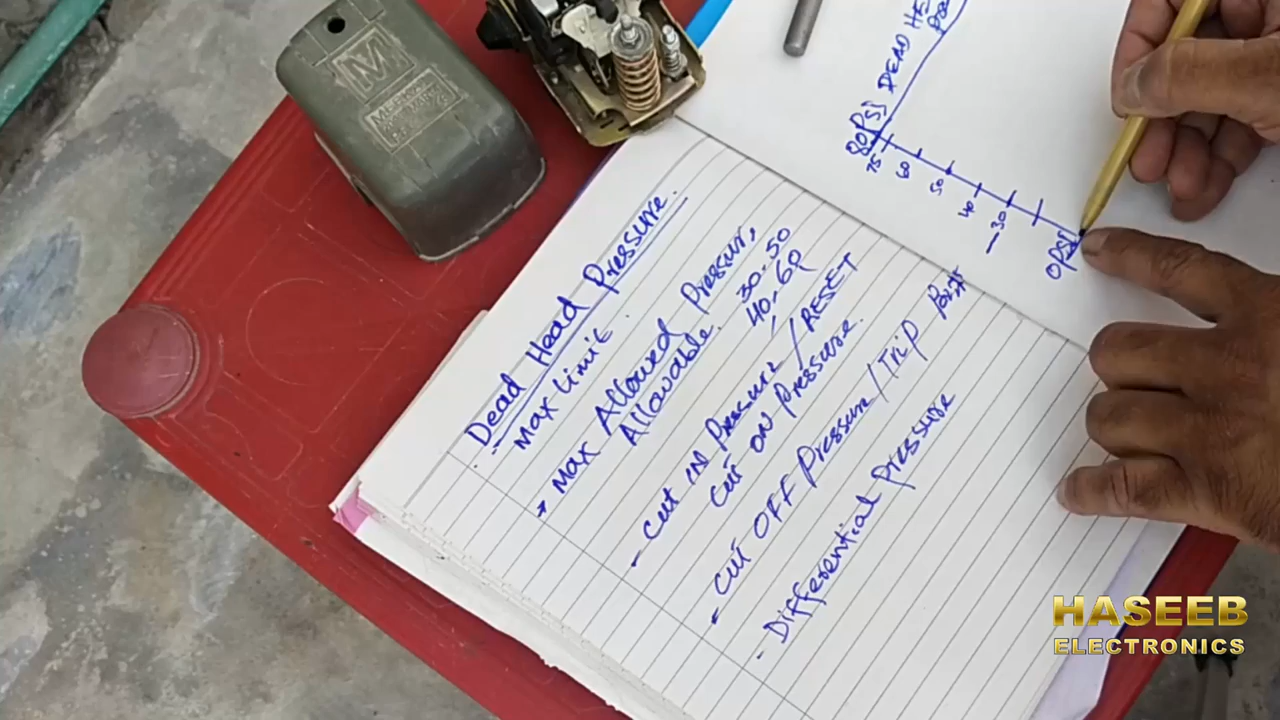 Dead Head Pressure
- Max Limit
→ Max Allowed Pressure,
Allowable. 30-50
40-60
- Cut IN Pressure / RESET
Cut ON Pressure.
- Cut OFF Pressure / Trip Point
- Differential Pressure
80PSI DEAD HE
75
60
50
40
30
0PSI
M
HASEEB
ELECTRONICS